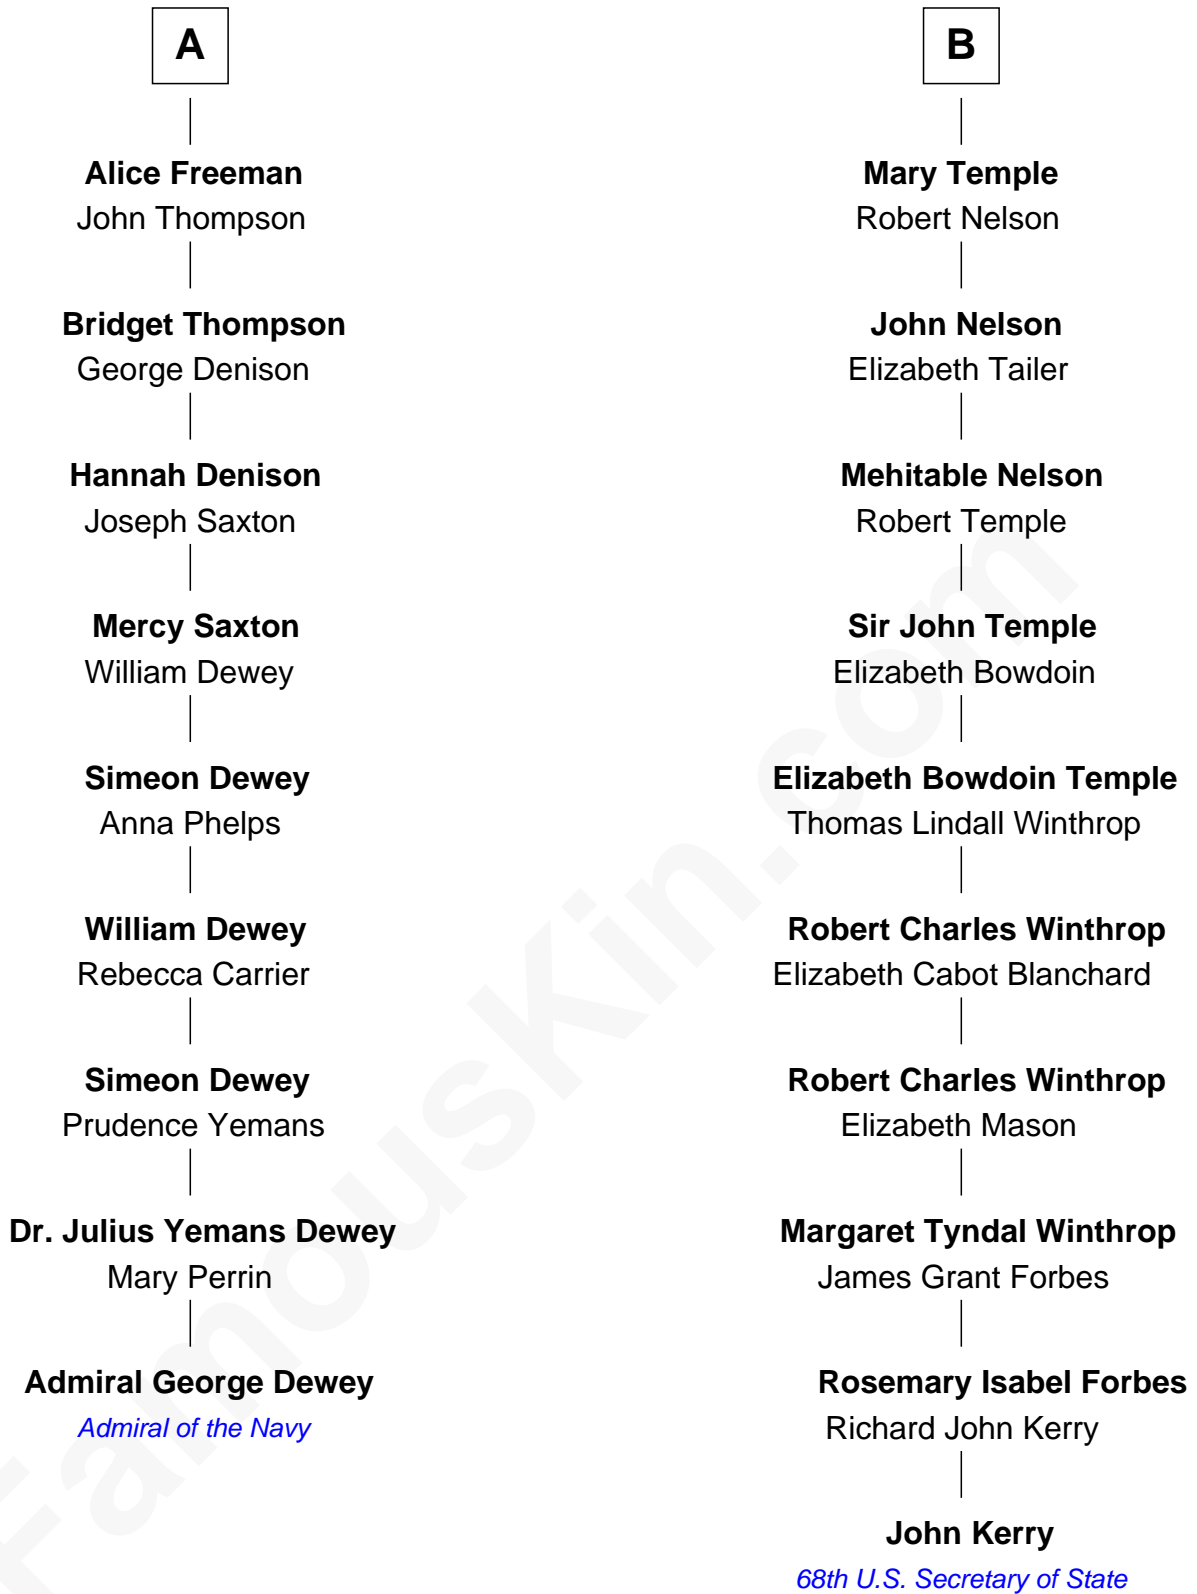 A
Alice Freeman
John Thompson
Bridget Thompson
George Denison
Hannah Denison
Joseph Saxton
Mercy Saxton
William Dewey
Simeon Dewey
Anna Phelps
William Dewey
Rebecca Carrier
Simeon Dewey
Prudence Yemans
Dr. Julius Yemans Dewey
Mary Perrin
Admiral George Dewey
Admiral of the Navy
B
Mary Temple
Robert Nelson
John Nelson
Elizabeth Tailer
Mehitable Nelson
Robert Temple
Sir John Temple
Elizabeth Bowdoin
Elizabeth Bowdoin Temple
Thomas Lindall Winthrop
Robert Charles Winthrop
Elizabeth Cabot Blanchard
Robert Charles Winthrop
Elizabeth Mason
Margaret Tyndal Winthrop
James Grant Forbes
Rosemary Isabel Forbes
Richard John Kerry
John Kerry
68th U.S. Secretary of State
FamousKin.com